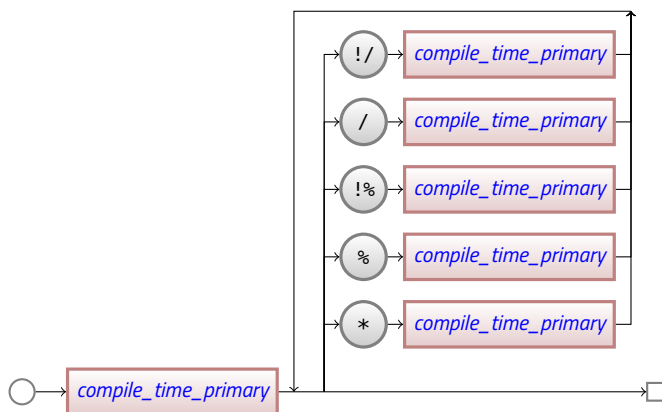 !/ compile_time_primary
/ compile_time_primary
!% compile_time_primary
% compile_time_primary
* compile_time_primary
compile_time_primary